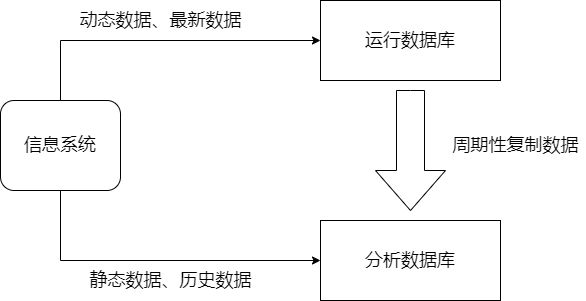 动态数据、最新数据
运行数据库
信息系统
周期性复制数据
分析数据库
静态数据、历史数据